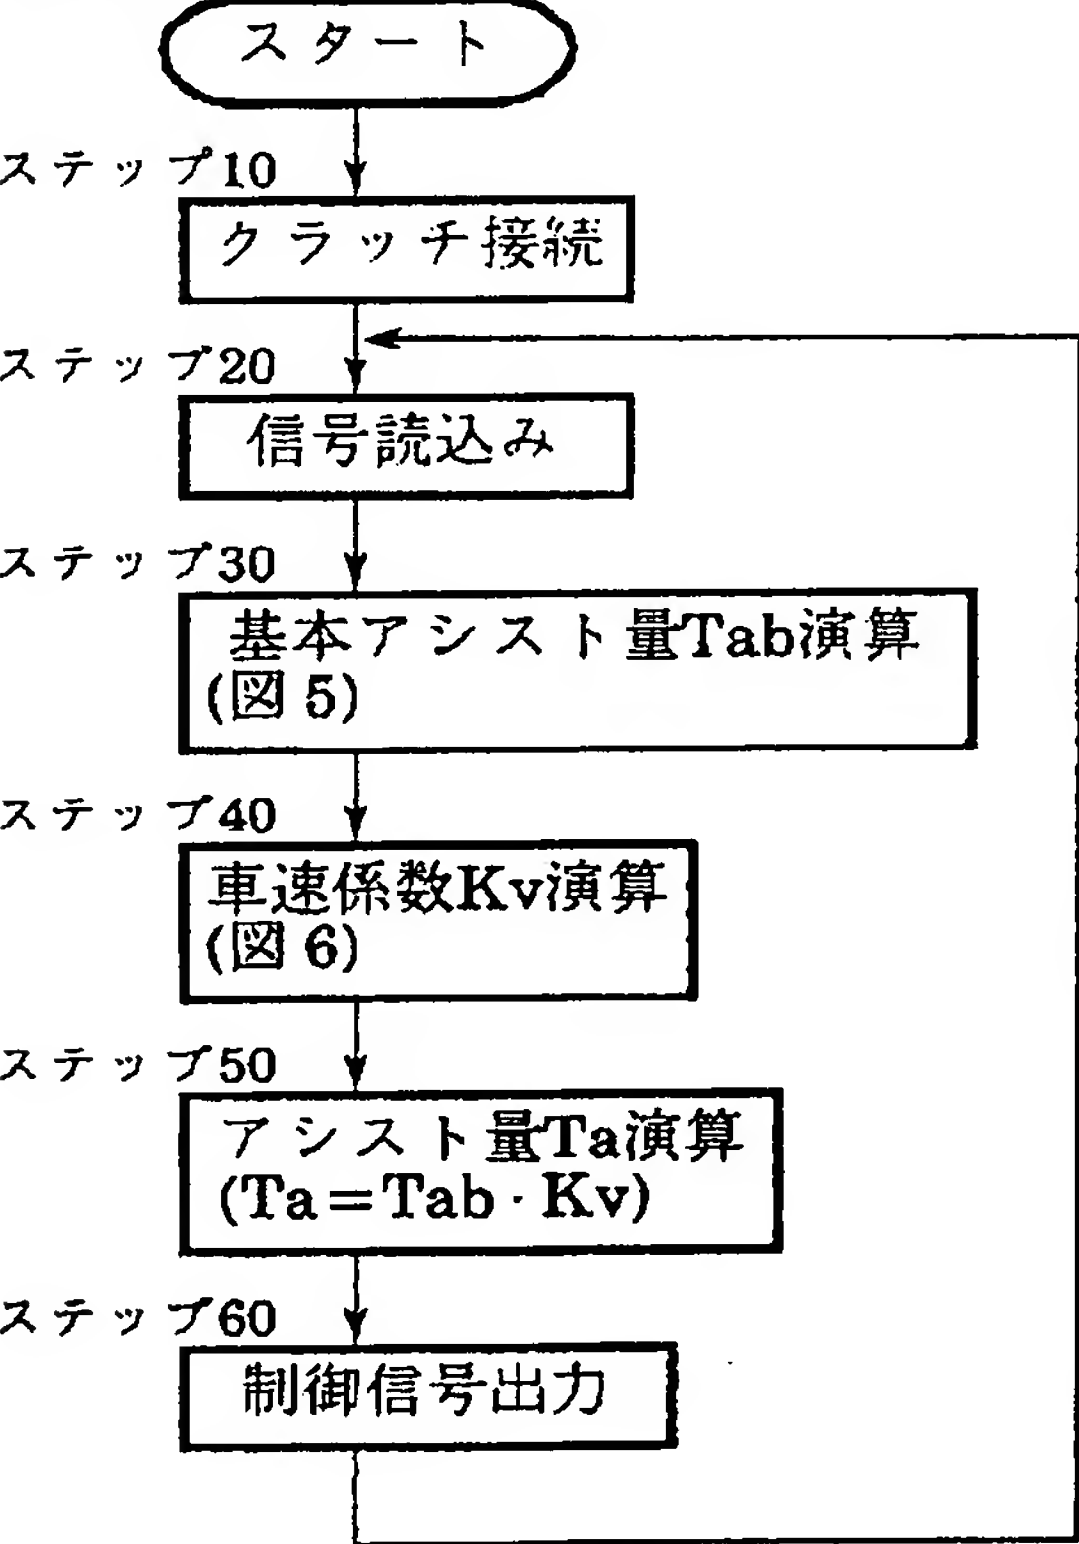 スタート
ステップ10
クラッチ接続
ステップ20
信号読込み
ステップ30
基本アシスト量Tab演算
(図5)
ステップ40
車速係数Kv演算
(図6)
ステップ50
アシスト量Ta演算
(Ta=Tab·Kv)
ステップ60
制御信号出力